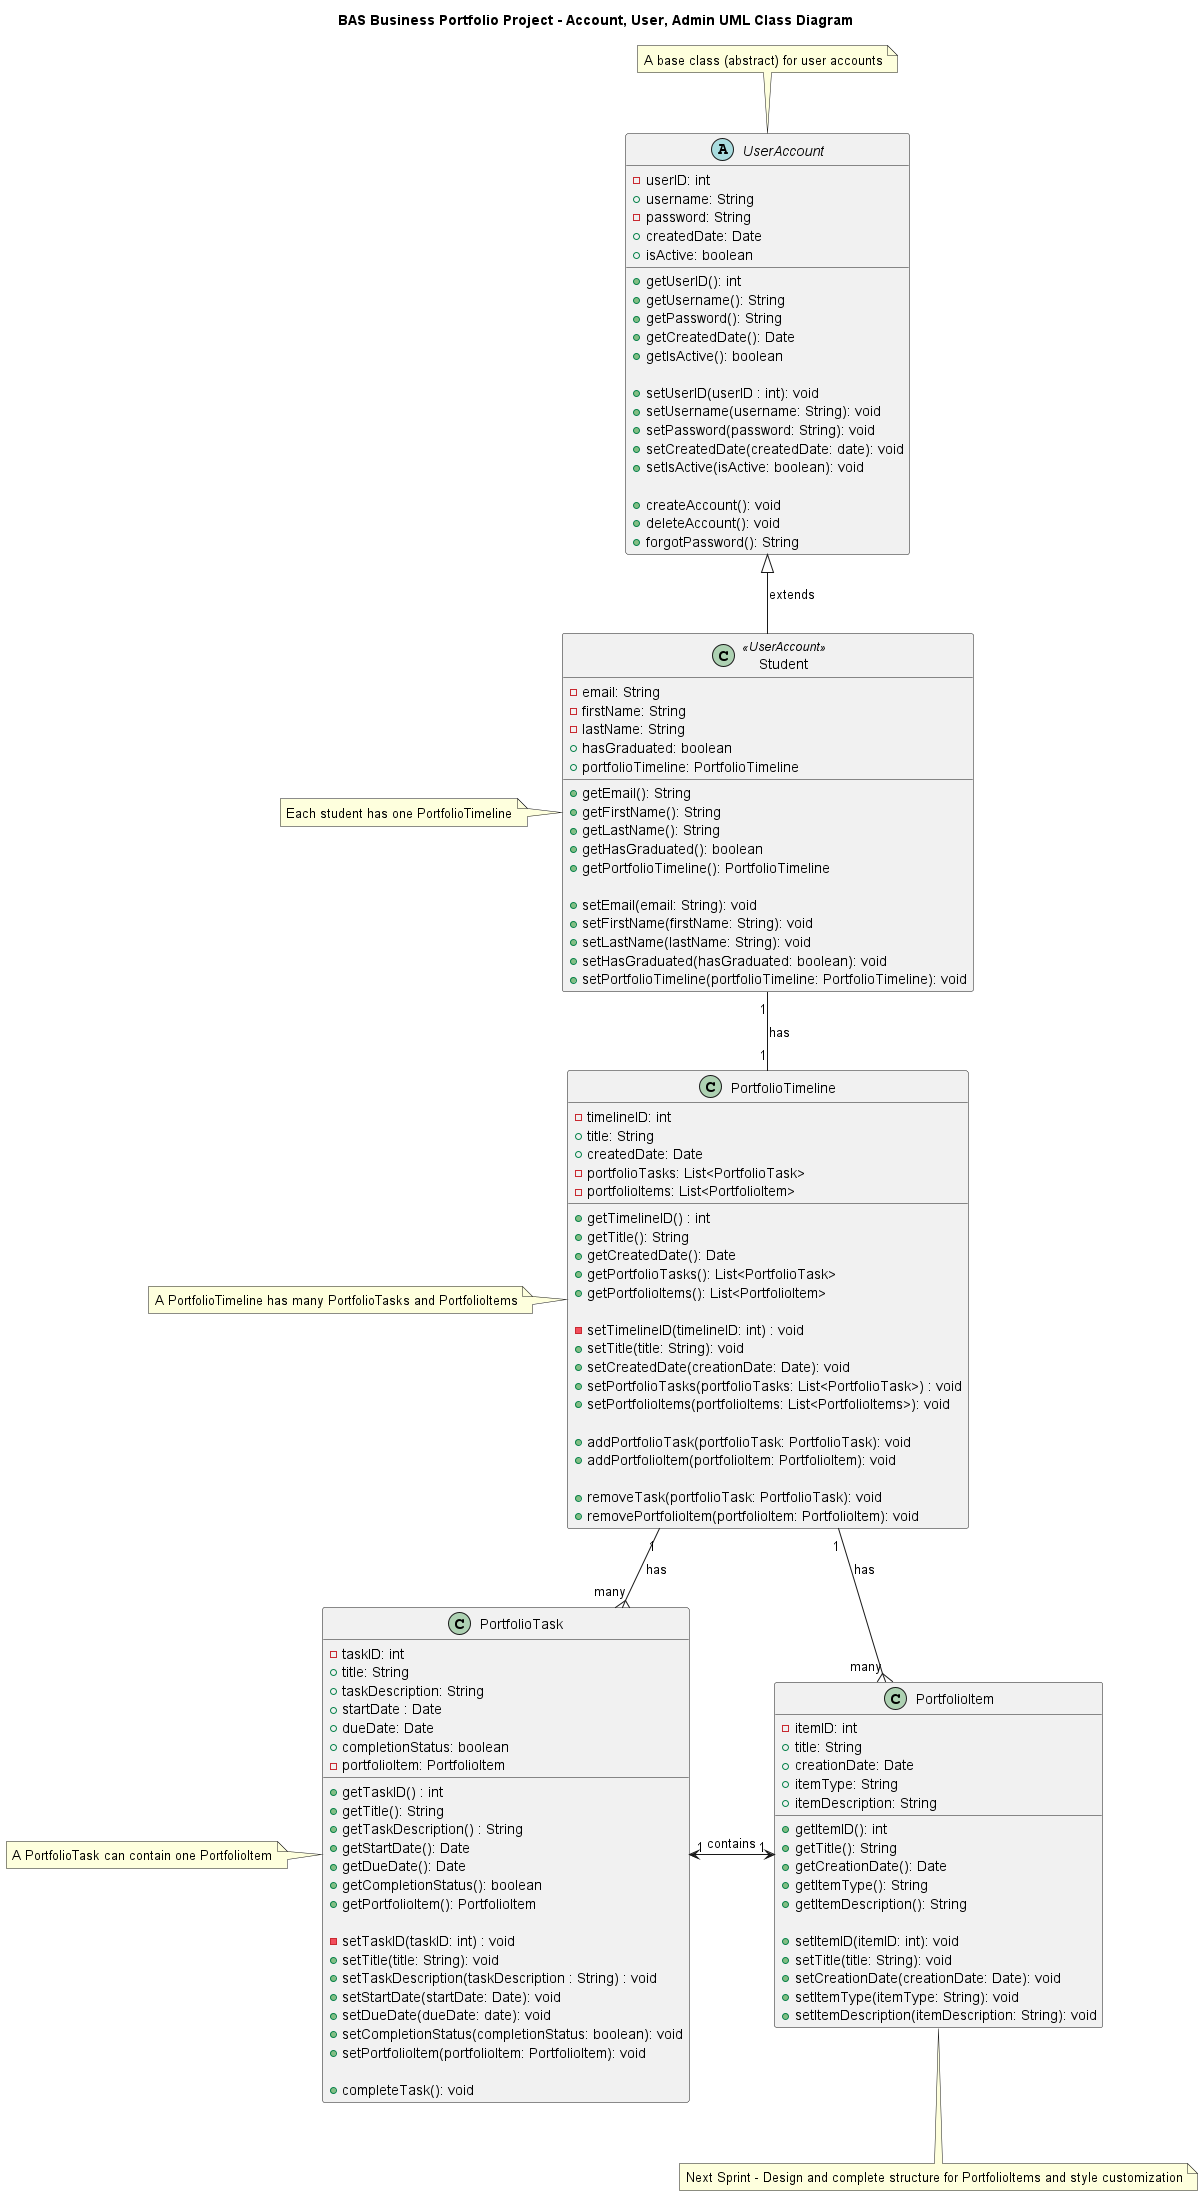 BAS Business Portfolio Project - Account, User, Admin UML Class Diagram
A base class (abstract) for user accounts
A UserAccount
userID: int
username: String
password: String
createdDate: Date
isActive: boolean
getUserID(): int
getUsername(): String
getPassword(): String
getCreatedDate(): Date
getIsActive(): boolean
setUserID(userID : int): void
setUsername(username: String): void
setPassword(password: String): void
setCreatedDate(createdDate: date): void
setIsActive(isActive: boolean): void
createAccount(): void
deleteAccount(): void
forgotPassword(): String
extends
«UserAccount»
C Student
email: String
firstName: String
lastName: String
hasGraduated: boolean
portfolioTimeline: PortfolioTimeline
getEmail(): String
getFirstName(): String
getLastName(): String
getHasGraduated(): boolean
getPortfolioTimeline(): PortfolioTimeline
setEmail(email: String): void
setFirstName(firstName: String): void
setLastName(lastName: String): void
setHasGraduated(hasGraduated: boolean): void
setPortfolioTimeline(portfolioTimeline: PortfolioTimeline): void
Each student has one PortfolioTimeline
1
has
1
C PortfolioTimeline
timelineID: int
title: String
createdDate: Date
portfolioTasks: List<PortfolioTask>
portfolioItems: List<PortfolioItem>
getTimelineID() : int
getTitle(): String
getCreatedDate(): Date
getPortfolioTasks(): List<PortfolioTask>
getPortfolioItems(): List<PortfolioItem>
setTimelineID(timelineID: int) : void
setTitle(title: String): void
setCreatedDate(creationDate: Date): void
setPortfolioTasks(portfolioTasks: List<PortfolioTask>) : void
setPortfolioItems(portfolioItems: List<PortfolioItems>): void
addPortfolioTask(portfolioTask: PortfolioTask): void
addPortfolioItem(portfolioItem: PortfolioItem): void
removeTask(portfolioTask: PortfolioTask): void
removePortfolioItem(portfolioItem: PortfolioItem): void
A PortfolioTimeline has many PortfolioTasks and PortfolioItems
1
has
many
1
has
many
C PortfolioTask
taskID: int
title: String
taskDescription: String
startDate : Date
dueDate: Date
completionStatus: boolean
portfolioItem: PortfolioItem
getTaskID() : int
getTitle(): String
getTaskDescription() : String
getStartDate(): Date
getDueDate(): Date
getCompletionStatus(): boolean
getPortfolioItem(): PortfolioItem
setTaskID(taskID: int) : void
setTitle(title: String): void
setTaskDescription(taskDescription : String) : void
setStartDate(startDate: Date): void
setDueDate(dueDate: date): void
setCompletionStatus(completionStatus: boolean): void
setPortfolioItem(portfolioItem: PortfolioItem): void
completeTask(): void
A PortfolioTask can contain one PortfolioItem
1 contains 1
C PortfolioItem
itemID: int
title: String
creationDate: Date
itemType: String
itemDescription: String
getItemID(): int
getTitle(): String
getCreationDate(): Date
getItemType(): String
getItemDescription(): String
setItemID(itemID: int): void
setTitle(title: String): void
setCreationDate(creationDate: Date): void
setItemType(itemType: String): void
setItemDescription(itemDescription: String): void
Next Sprint - Design and complete structure for PortfolioItems and style customization